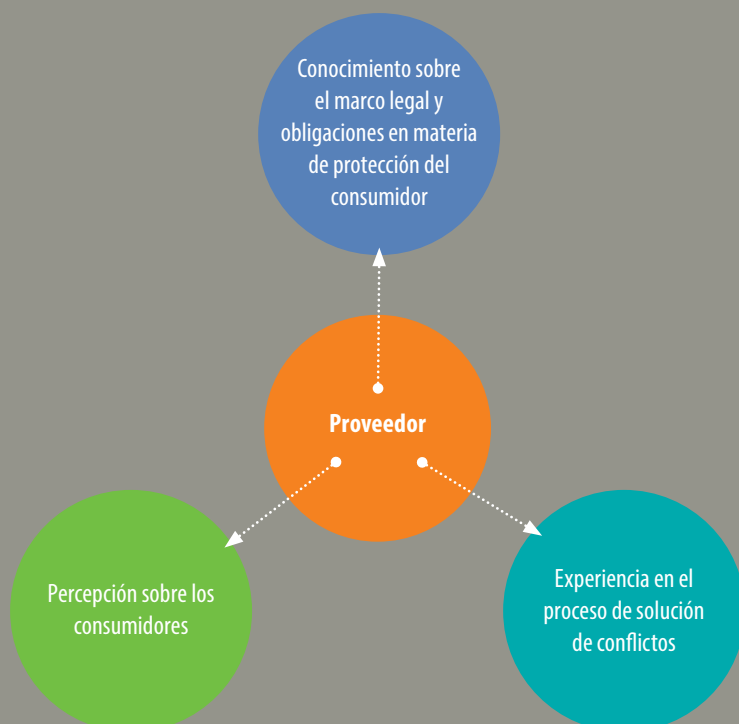 Conocimiento sobre
el marco legal y
obligaciones en materia
de protección del
consumidor
Proveedor
Percepción sobre los
consumidores
Experiencia en el
proceso de solución
de conflictos